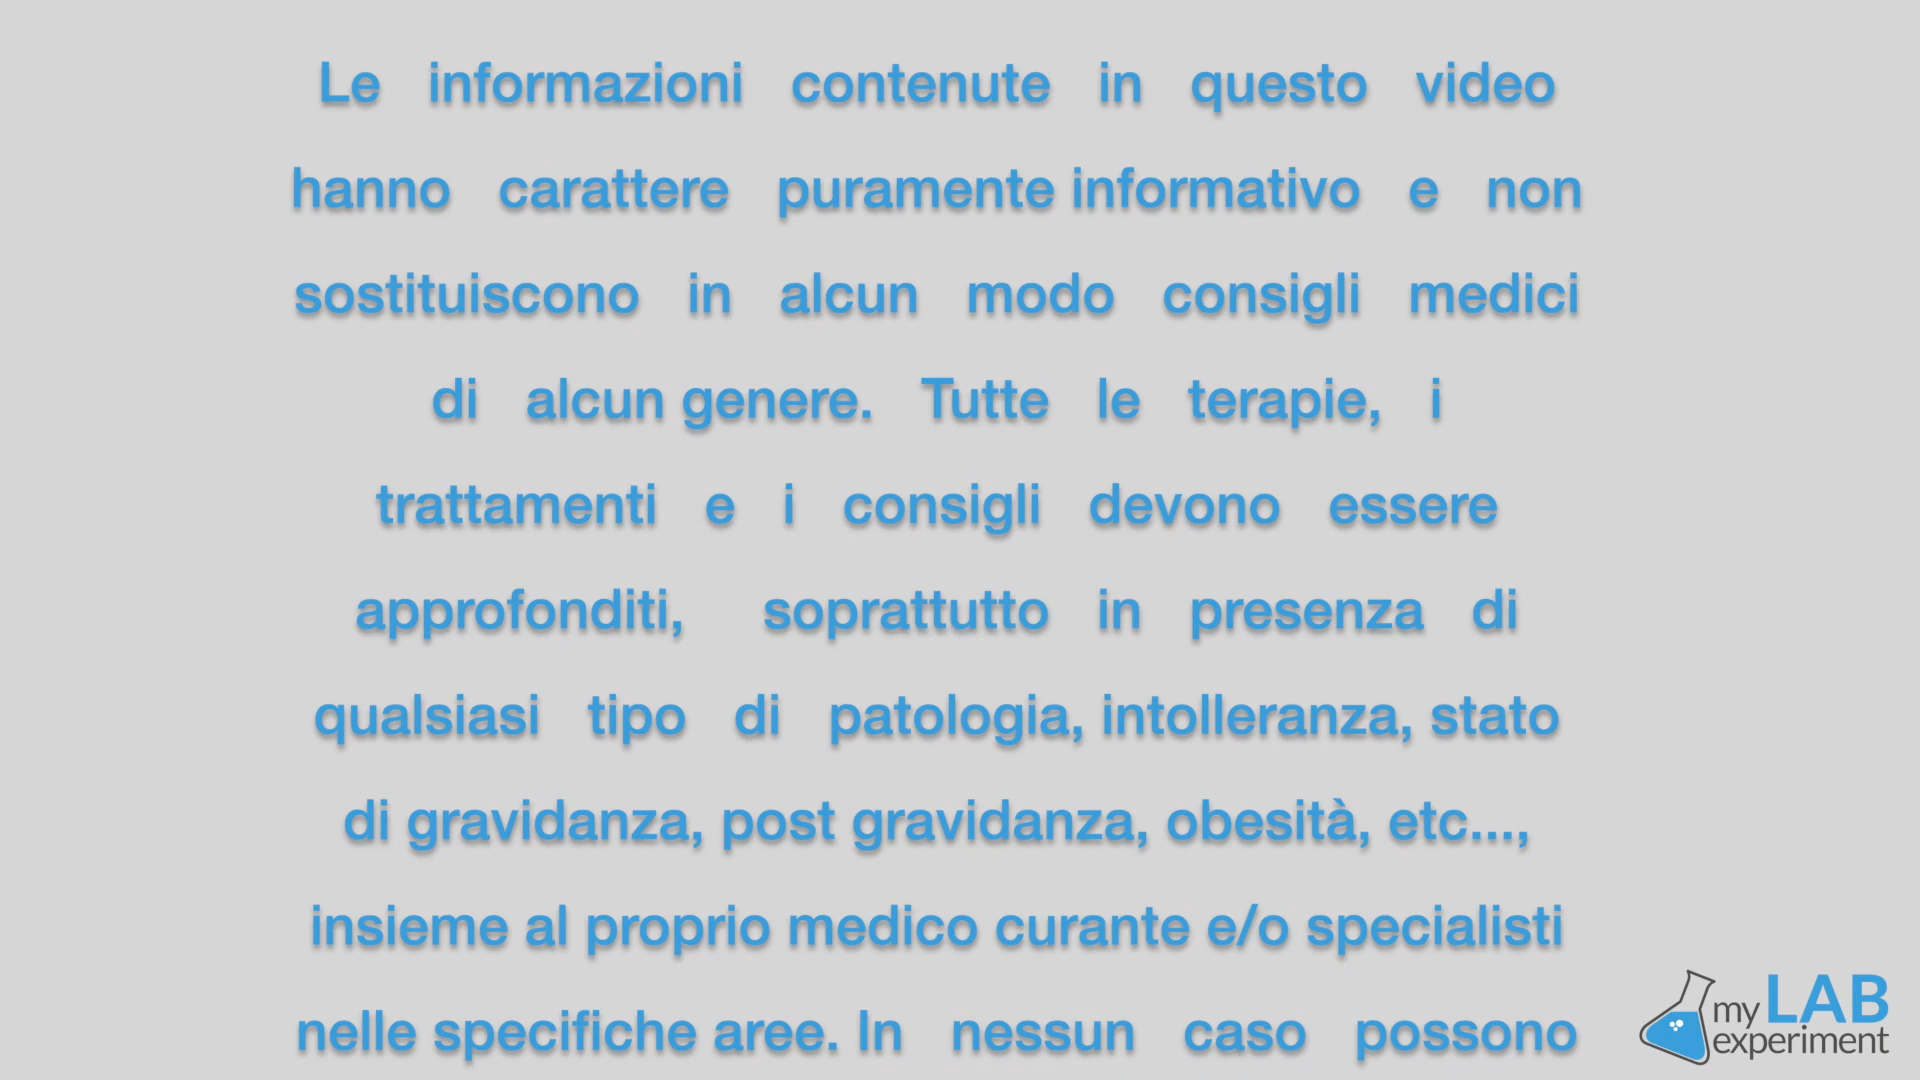 Le informazioni contenute in questo video
hanno carattere puramente informativo e non
sostituiscono in alcun modo consigli medici
di alcun genere. Tutte le terapie, i
trattamenti e i consigli devono essere
approfonditi, soprattutto in presenza di
qualsiasi tipo di patologia, intolleranza, stato
di gravidanza, post gravidanza, obesità, etc...,
insieme al proprio medico curante e/o specialisti
nelle specifiche aree. In nessun caso possono
my LAB
experiment